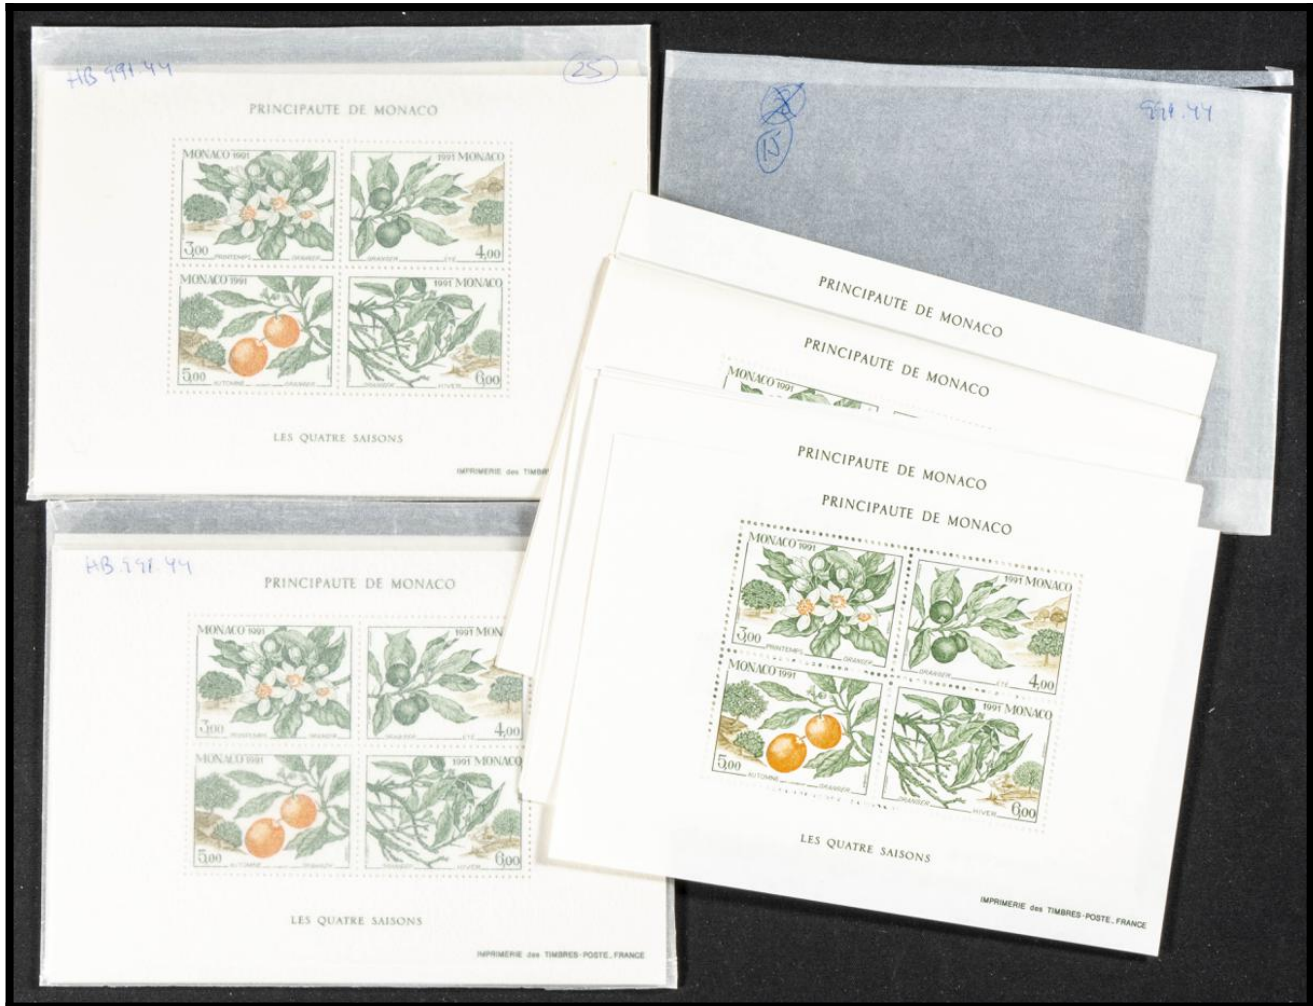 HB 991.44
25
PRINCIPAUTE DE MONACO
MONACO 1991
1991 MONACO
3,00
PRINTEMPS
ORANGER
ORANGER
ETE
4,00
MONACO 1991
1991 MONACO
5,00
AUTOMNE
ORANGER
ORANGER
HIVER
6,00
LES QUATRE SAISONS
IMPRIMERIE des TIMBR
HB 991.44
PRINCIPAUTE DE MONACO
MONACO 1991
1991 MONA
3,00
PRINTEMPS
ORANGER
ORANGER
ETE
4,00
MONACO 1991
1991 MONACO
5,00
AUTOMNE
ORANGER
ORANGER
HIVER
6,00
LES QUATRE SAISONS
IMPRIMERIE des TIMBRES-POSTE, FRANCE
15
991.44
PRINCIPAUTE DE MONACO
PRINCIPAUTE DE MONACO
MONACO 1991
PRINCIPAUTE DE MONACO
PRINCIPAUTE DE MONACO
MONACO 1991
1991 MONACO
3,00
PRINTEMPS
ORANGER
ORANGER
ETE
4,00
MONACO 1991
1991 MONACO
5,00
AUTOMNE
ORANGER
ORANGER
HIVER
6,00
LES QUATRE SAISONS
IMPRIMERIE des TIMBRES-POSTE, FRANCE